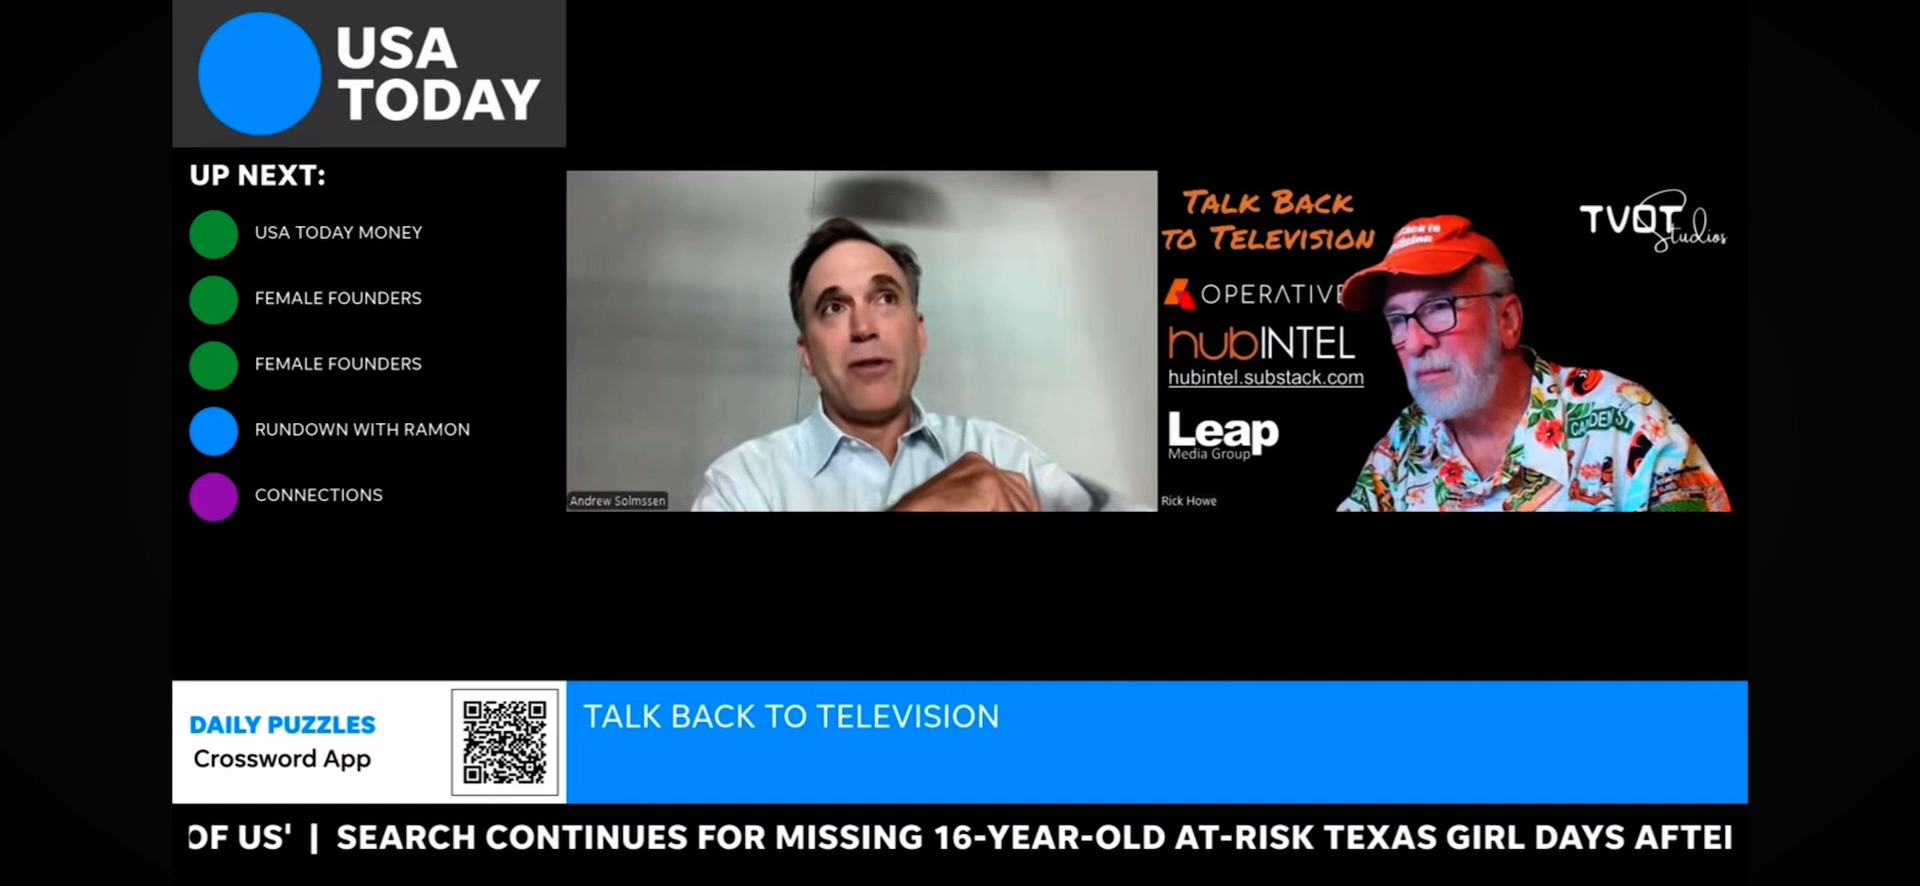 USA
TODAY
UP NEXT:
USA TODAY MONEY
FEMALE FOUNDERS
FEMALE FOUNDERS
RUNDOWN WITH RAMON
CONNECTIONS
Andrew Solmssen
TALK BACK
TO TELEVISION
OPERATIVE
hubINTEL
hubintel.substack.com
Leap
Media Group
Rick Howe
TVOT
Studios
CAMDEN ST
DAILY PUZZLES
Crossword App
TALK BACK TO TELEVISION
OF US' | SEARCH CONTINUES FOR MISSING 16-YEAR-OLD AT-RISK TEXAS GIRL DAYS AFTE